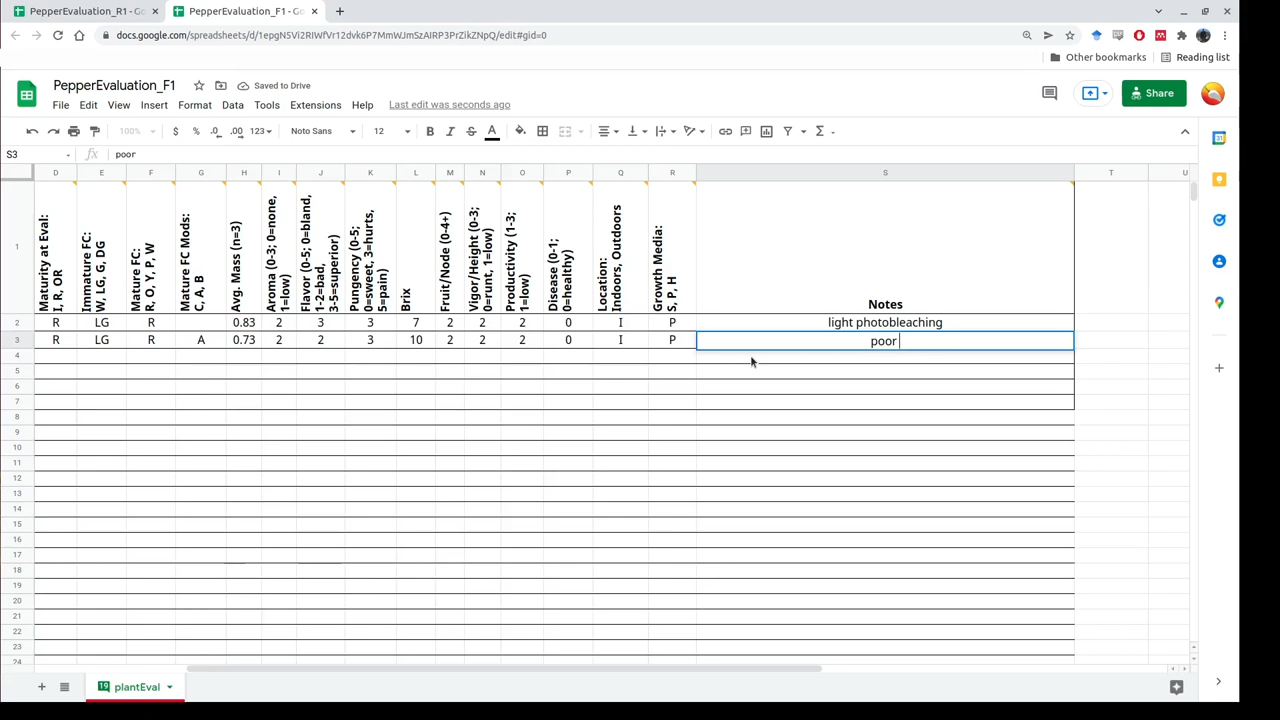 PepperEvaluation_R1 - Go
PepperEvaluation_F1 - Go
docs.google.com/spreadsheets/d/1epgN5Vi2RIWfVr12dvk6P7MmWJmSzAIRP3PrZikZNpQ/edit#gid=0
Other bookmarks
Reading list
PepperEvaluation_F1
Saved to Drive
File Edit View Insert Format Data Tools Extensions Help Last edit was seconds ago
Share
100% $ % .0 .00 123 Noto Sans 12 B I S A
S3 fx poor
D E F G H I J K L M N O P Q R S T U
1
Maturity at Eval:
I, R, OR
Immature FC:
W, LG, G, DG
Mature FC:
R, O, Y, P, W
Mature FC Mods:
C, A, B
Avg. Mass (n=3)
Aroma (0-3; 0=none,
1=low)
Flavor (0-5; 0=bland,
1-2=bad,
3-5=superior)
Pungency (0-5;
0=sweet, 3=hurts,
5=pain)
Brix
Fruit/Node (0-4+)
Vigor/Height (0-3;
0=runt, 1=low)
Productivity (1-3;
1=low)
Disease (0-1;
0=healthy)
Location:
Indoors, Outdoors
Growth Media:
S, P, H
Notes
2 R LG R 0.83 2 3 3 7 2 2 2 0 I P light photobleaching
3 R LG R A 0.73 2 2 3 10 2 2 2 0 I P poor
4
5
6
7
8
9
10
11
12
13
14
15
16
17
18
19
20
21
22
23
24
19 plantEval